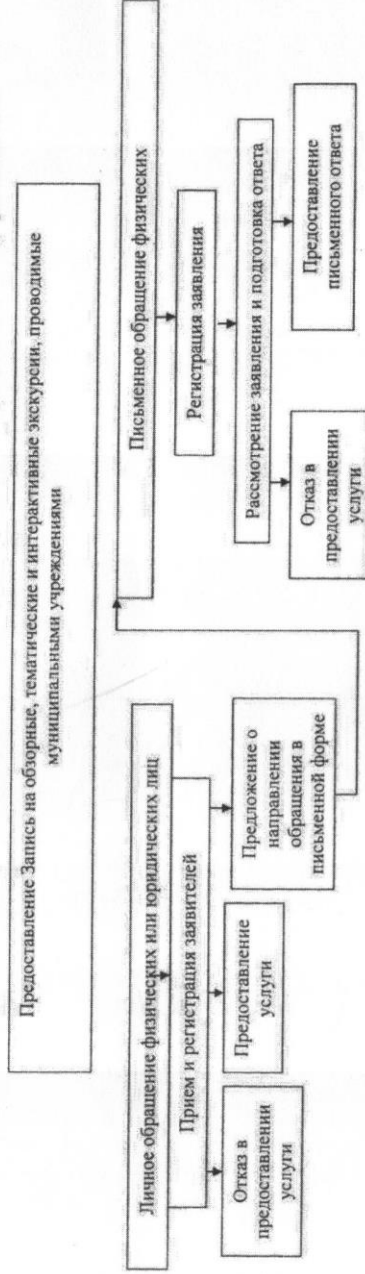 Предоставление Запись на обзорные, тематические и интерактивные экскурсии, проводимые
муниципальными учреждениями
Личное обращение физических или юридических лиц
Прием и регистрация заявителей
Отказ в
предоставлении
услуги
Предоставление
услуги
Предложение о
направлении
обращения в
письменной форме
Письменное обращение физических
Регистрация заявления
Рассмотрение заявления и подготовка ответа
Отказ в
предоставлении
услуги
Предоставление
письменного ответа